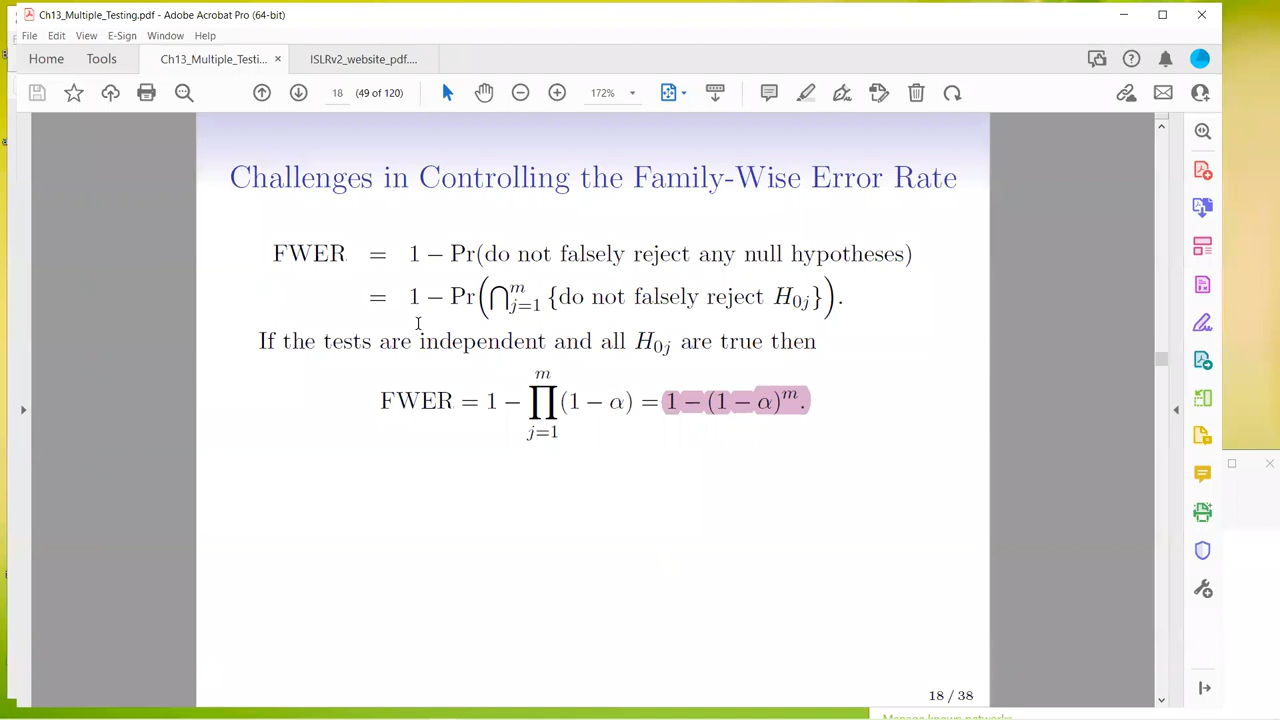 Ch13_Multiple_Testing.pdf - Adobe Acrobat Pro (64-bit)
File Edit View E-Sign Window Help
Home Tools Ch13_Multiple_Testi... × ISLRv2_website_pdf....
18 (49 of 120) 172%
Challenges in Controlling the Family-Wise Error Rate
FWER = 1 − Pr(do not falsely reject any null hypotheses)
= 1 − Pr(⋂ᵐⱼ₌₁ {do not falsely reject H₀ⱼ}).
If the tests are independent and all H₀ⱼ are true then
FWER = 1 − ∏ᵐⱼ₌₁ (1 − α) = 1 − (1 − α)ᵐ.
18 / 38